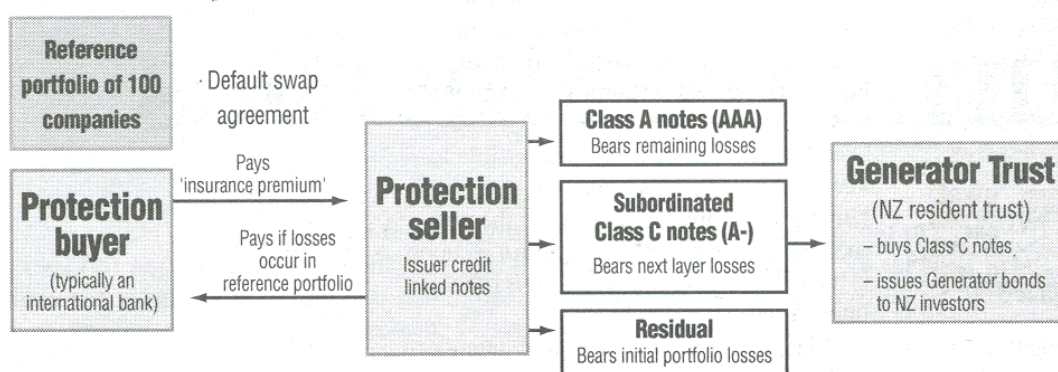 Reference
portfolio of 100
companies
· Default swap
agreement
Protection
buyer
(typically an
international bank)
Pays
'insurance premium'
Pays if losses
occur in
reference portfolio
Protection
seller
Issuer credit
linked notes
Class A notes (AAA)
Bears remaining losses
Subordinated
Class C notes (A-)
Bears next layer losses
Residual
Bears initial portfolio losses
Generator Trust
(NZ resident trust)
– buys Class C notes,
– issues Generator bonds
to NZ investors